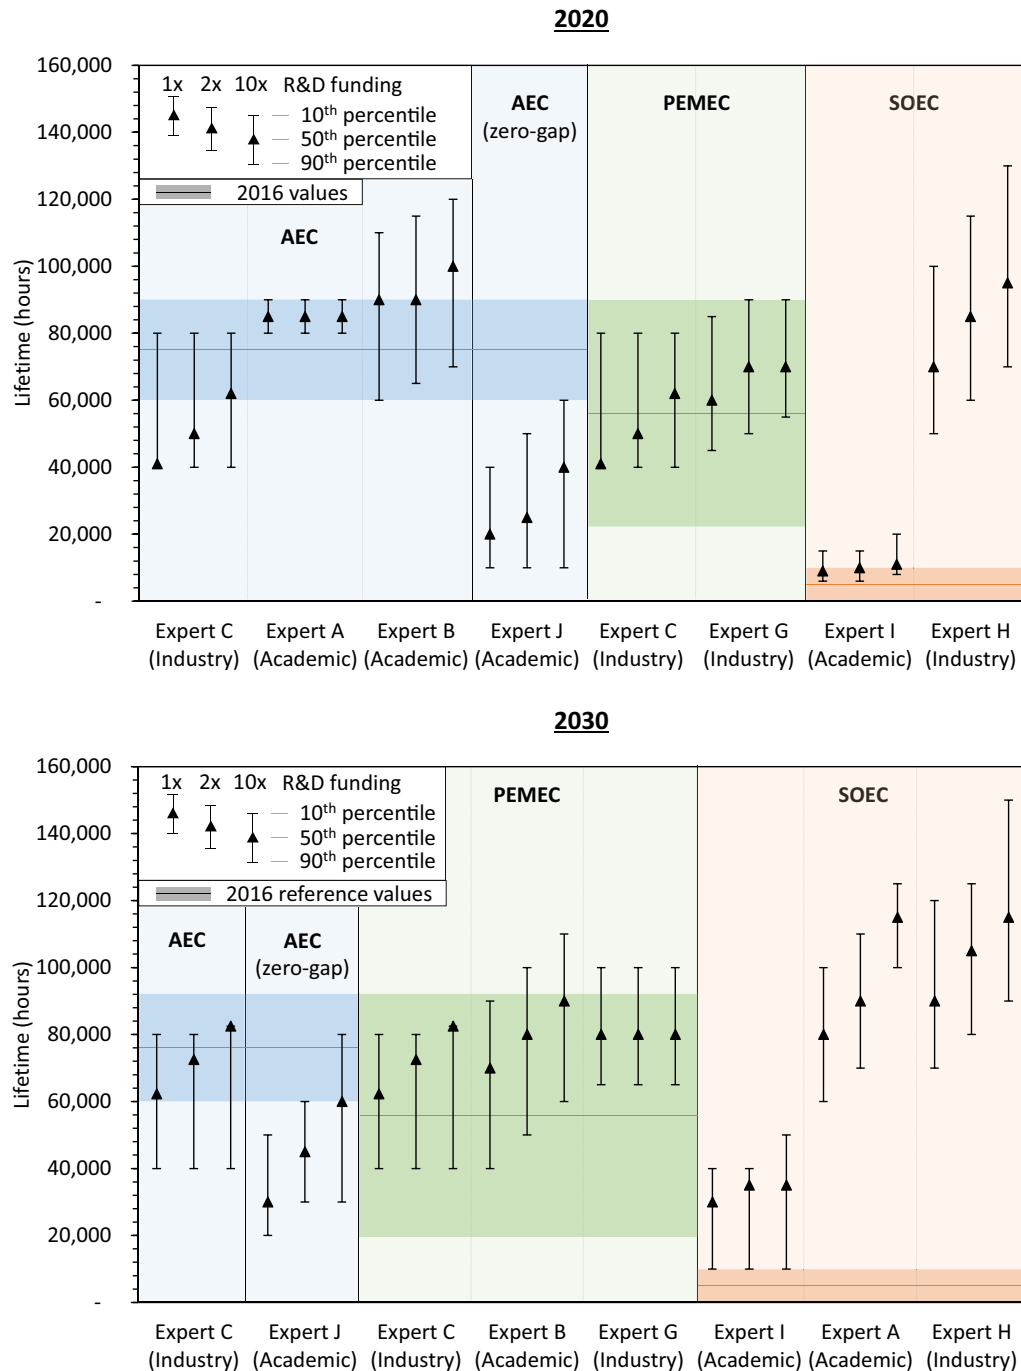 2020
160,000
140,000
120,000
100,000
80,000
60,000
40,000
20,000
-
Lifetime (hours)
1x 2x 10x R&D funding
10th percentile
50th percentile
90th percentile
2016 values
AEC
AEC
(zero-gap)
PEMEC
SOEC
Expert C
(Industry)
Expert A
(Academic)
Expert B
(Academic)
Expert J
(Academic)
Expert C
(Industry)
Expert G
(Industry)
Expert I
(Academic)
Expert H
(Industry)
2030
160,000
140,000
120,000
100,000
80,000
60,000
40,000
20,000
-
Lifetime (hours)
1x 2x 10x R&D funding
10th percentile
50th percentile
90th percentile
2016 reference values
AEC
AEC
(zero-gap)
PEMEC
SOEC
Expert C
(Industry)
Expert J
(Academic)
Expert C
(Industry)
Expert B
(Academic)
Expert G
(Industry)
Expert I
(Academic)
Expert A
(Academic)
Expert H
(Industry)